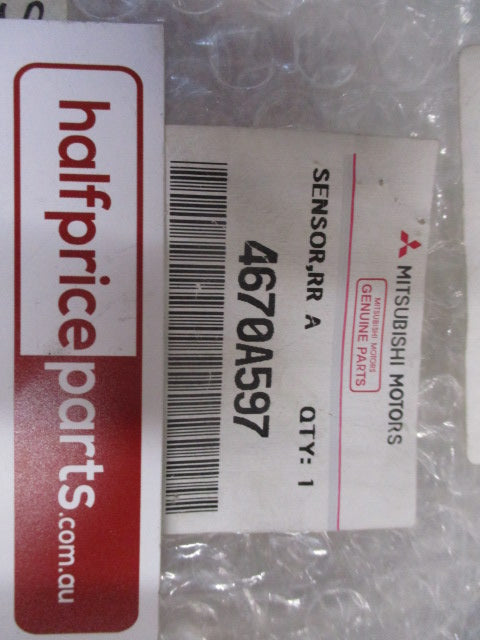 MITSUBISHI MOTORS
MITSUBISHI MOTORS
GENUINE PARTS
SENSOR,RR A QTY: 1
4670A597
halfpriceparts.com.au